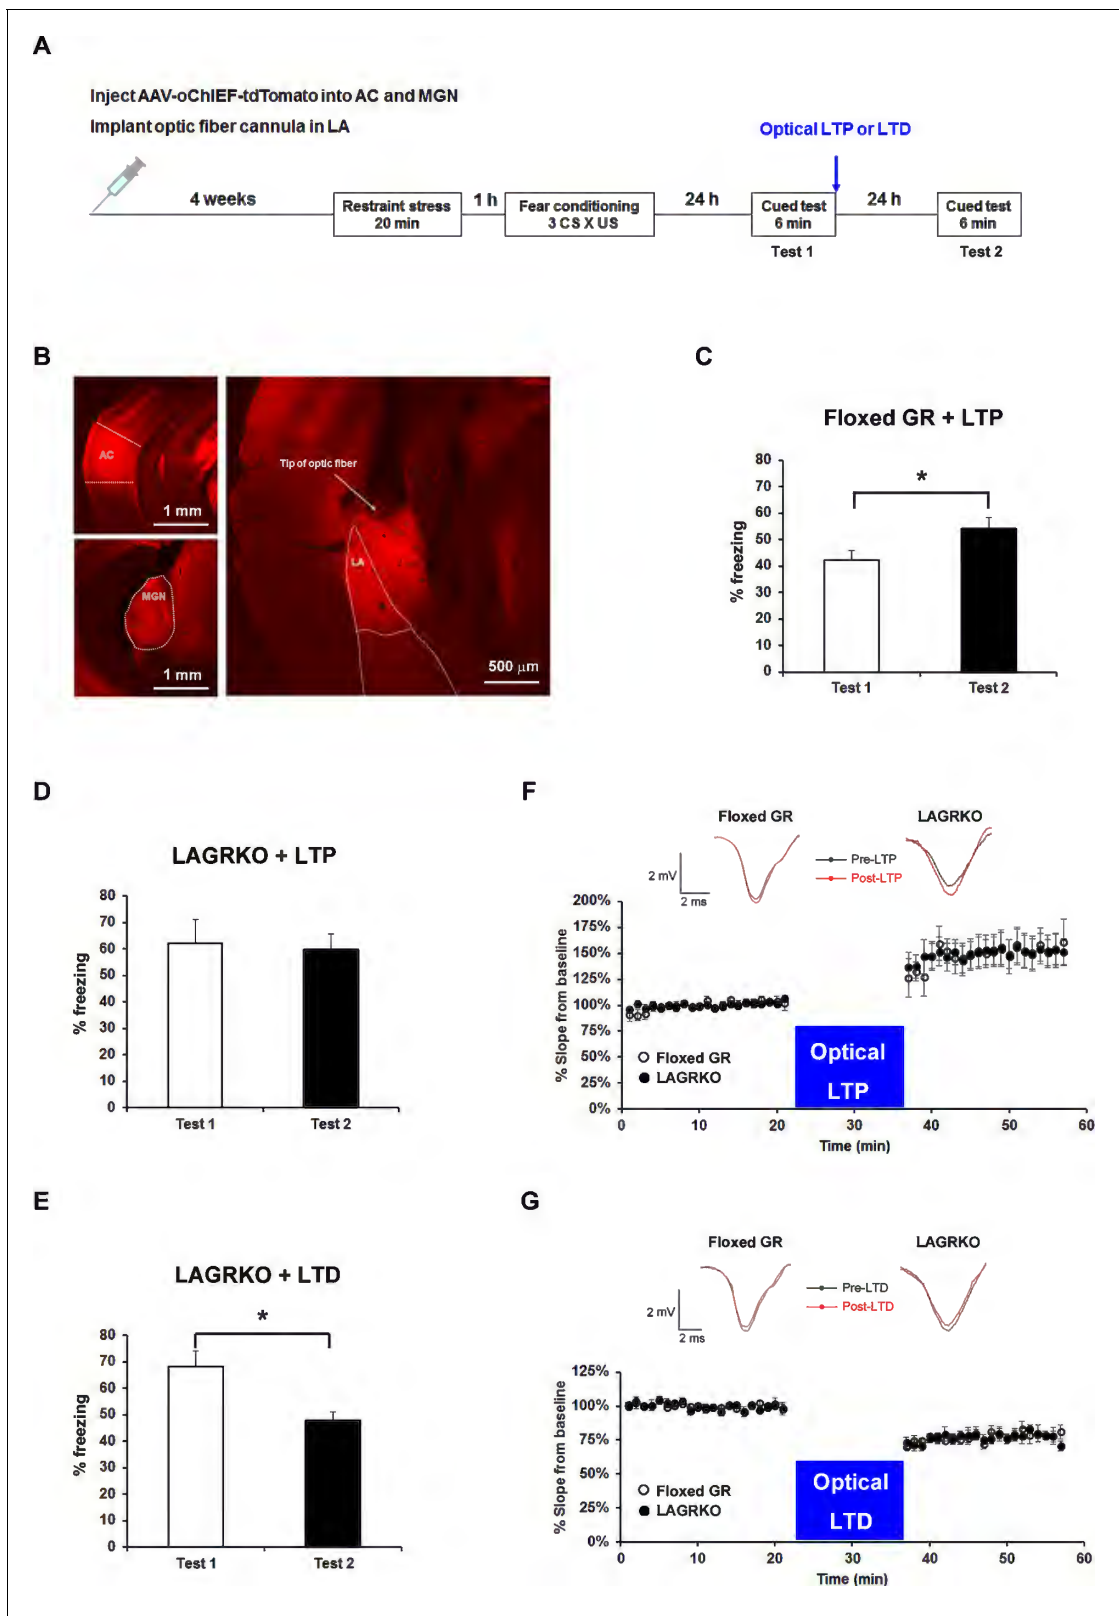 A
Inject AAV-oChIEF-tdTomato into AC and MGN
Implant optic fiber cannula in LA
Optical LTP or LTD
4 weeks
Restraint stress
20 min
1 h
Fear conditioning
3 CS X US
24 h
Cued test
6 min
24 h
Cued test
6 min
Test 1
Test 2
B
AC
1 mm
MGN
1 mm
Tip of optic fiber
LA
500 µm
C
Floxed GR + LTP
% freezing
80
70
60
50
40
30
20
10
0
*
Test 1
Test 2
D
LAGRKO + LTP
% freezing
80
70
60
50
40
30
20
10
0
Test 1
Test 2
F
Floxed GR
LAGRKO
2 mV
2 ms
Pre-LTP
Post-LTP
% Slope from baseline
200%
175%
150%
125%
100%
75%
50%
25%
0%
Floxed GR
LAGRKO
Optical
LTP
0
10
20
30
40
50
60
Time (min)
E
LAGRKO + LTD
% freezing
80
70
60
50
40
30
20
10
0
*
Test 1
Test 2
G
Floxed GR
LAGRKO
2 mV
2 ms
Pre-LTD
Post-LTD
% Slope from baseline
125%
100%
75%
50%
25%
0%
Floxed GR
LAGRKO
Optical
LTD
0
10
20
30
40
50
60
Time (min)